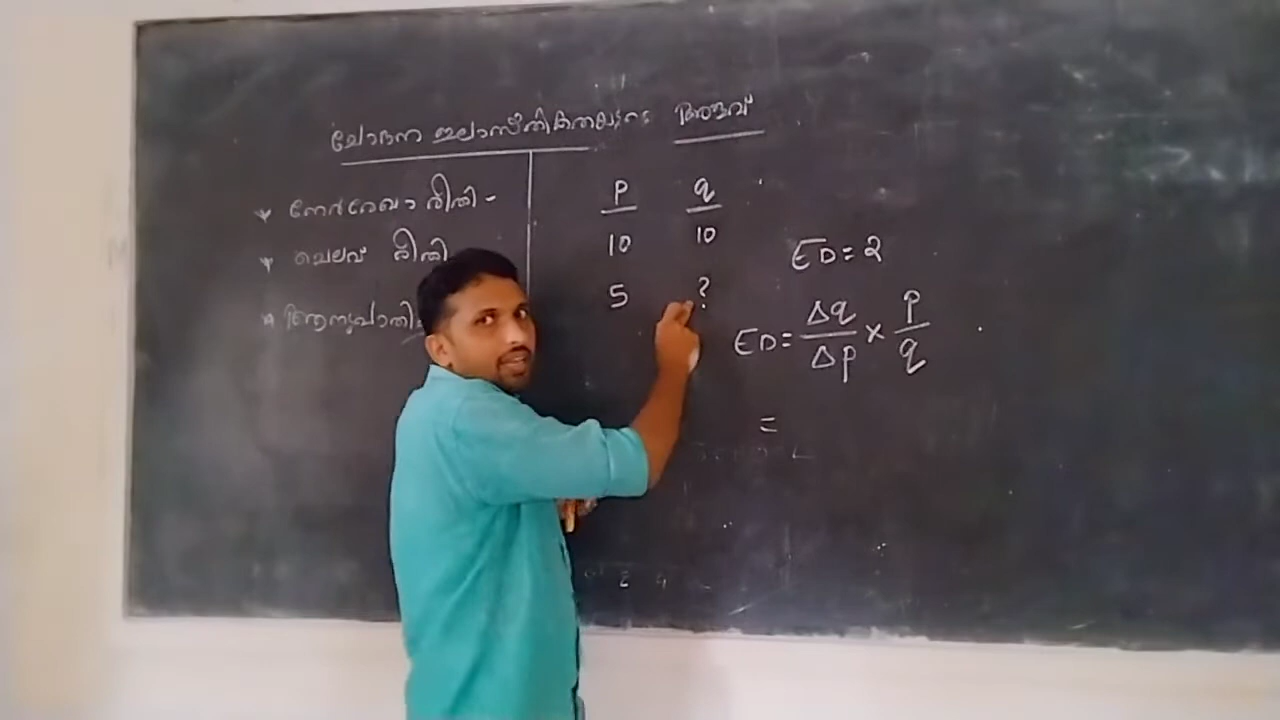 ചോദന ഇലാസ്തികതയുടെ അളവ്
* നേർരേഖാ രീതി -
* ചെലവ് രീതി
*
P q
10 10
5 ?
ED = 2
ED = Δq/Δp × P/q
=